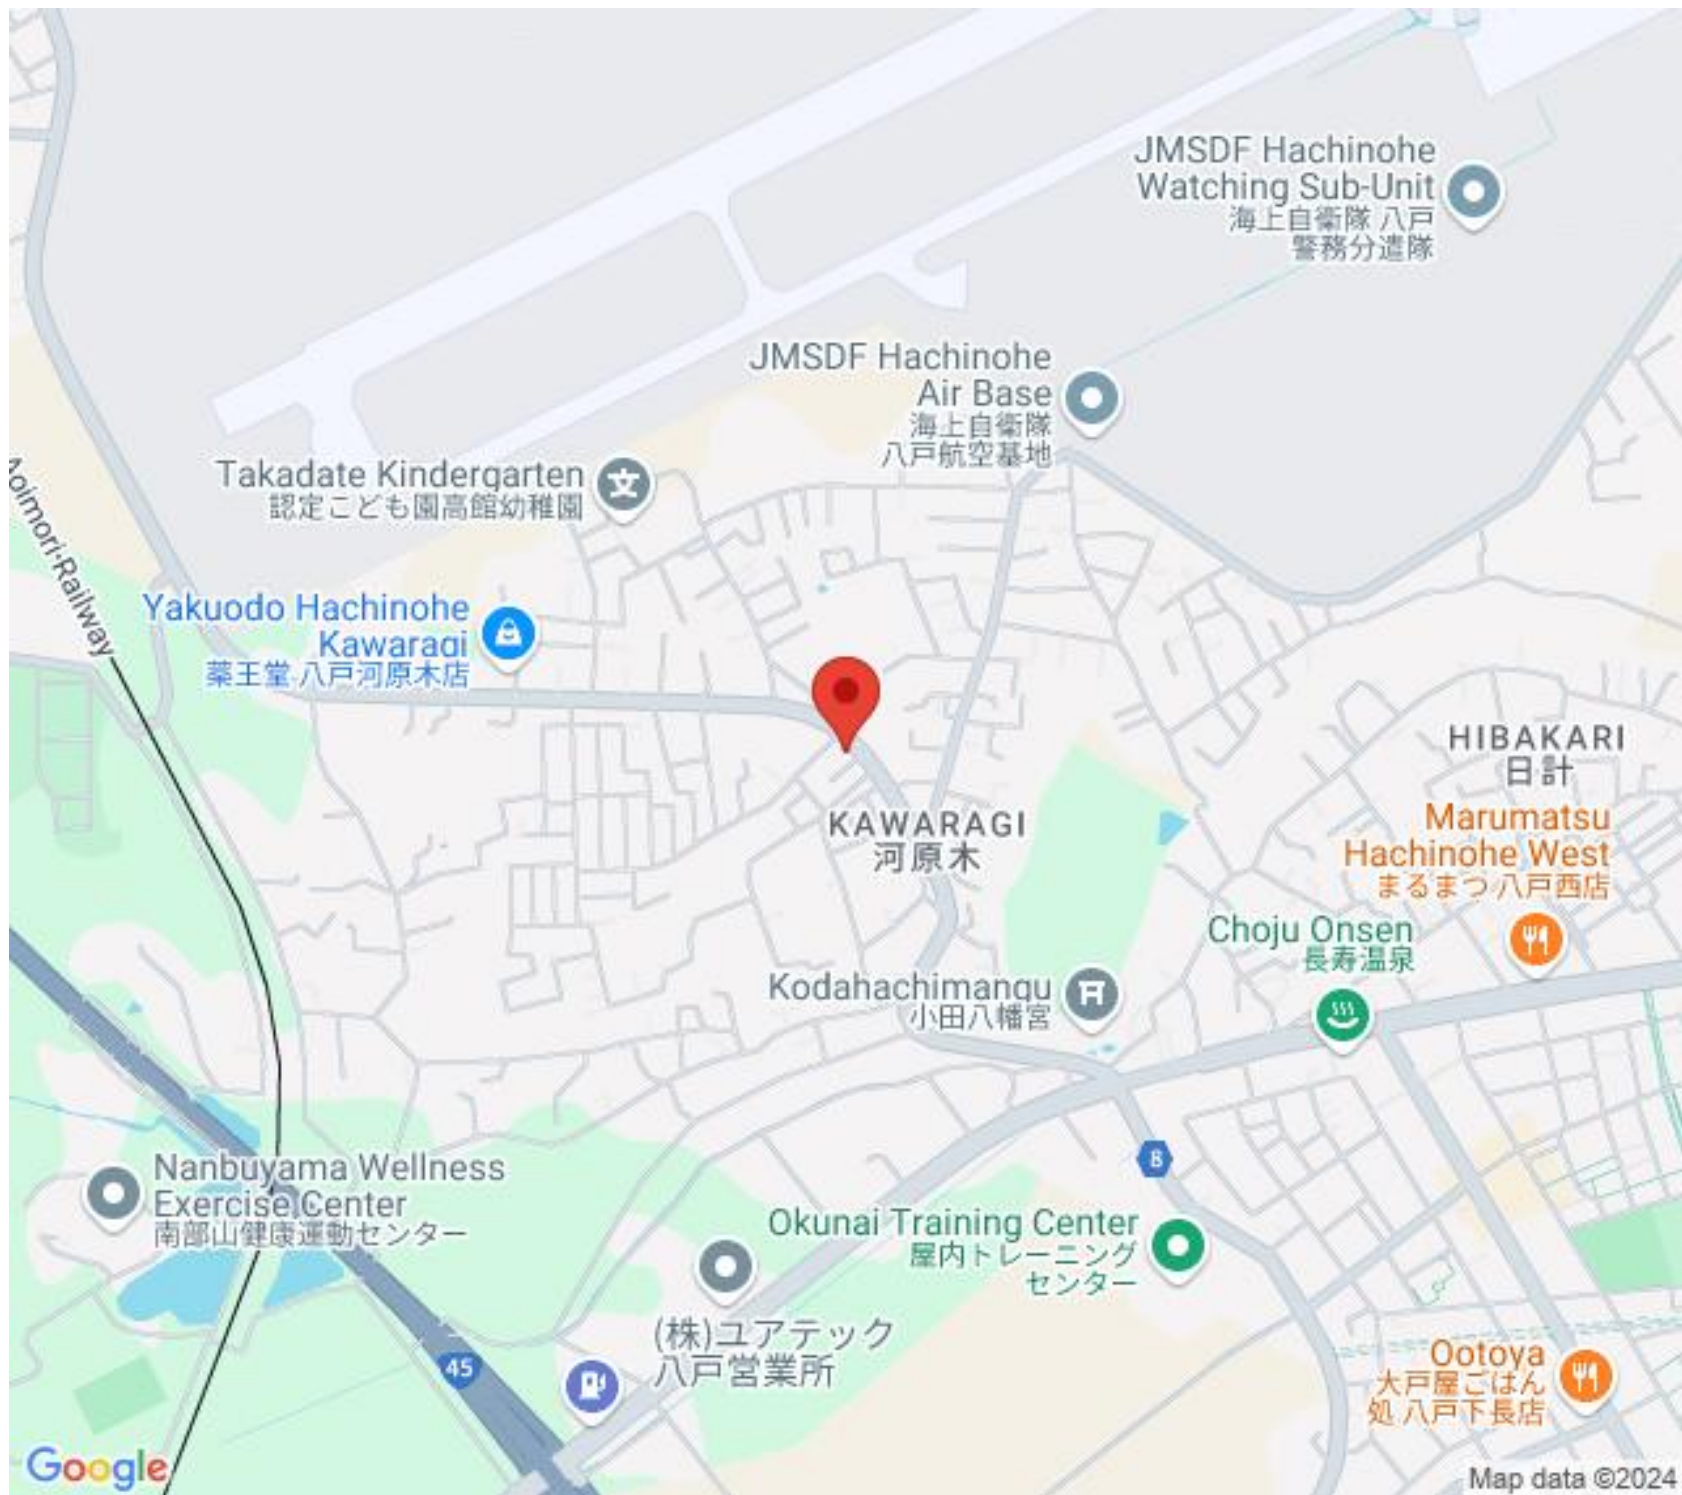 JMSDF Hachinohe
Watching Sub-Unit
海上自衛隊 八戸
警務分遣隊
JMSDF Hachinohe
Air Base
海上自衛隊
八戸航空基地
Takadate Kindergarten
認定こども園高館幼稚園
文
Aoimori Railway
Yakuodo Hachinohe
Kawaragi
薬王堂 八戸河原木店
HIBAKARI
日計
KAWARAGI
河原木
Marumatsu
Hachinohe West
まるまつ 八戸西店
Choju Onsen
長寿温泉
Kodahachimangu
小田八幡宮
8
Nanbuyama Wellness
Exercise Center
南部山健康運動センター
Okunai Training Center
屋内トレーニング
センター
(株)ユアテック
八戸営業所
45
Ootoya
大戸屋ごはん
処 八戸下長店
Google
Map data ©2024